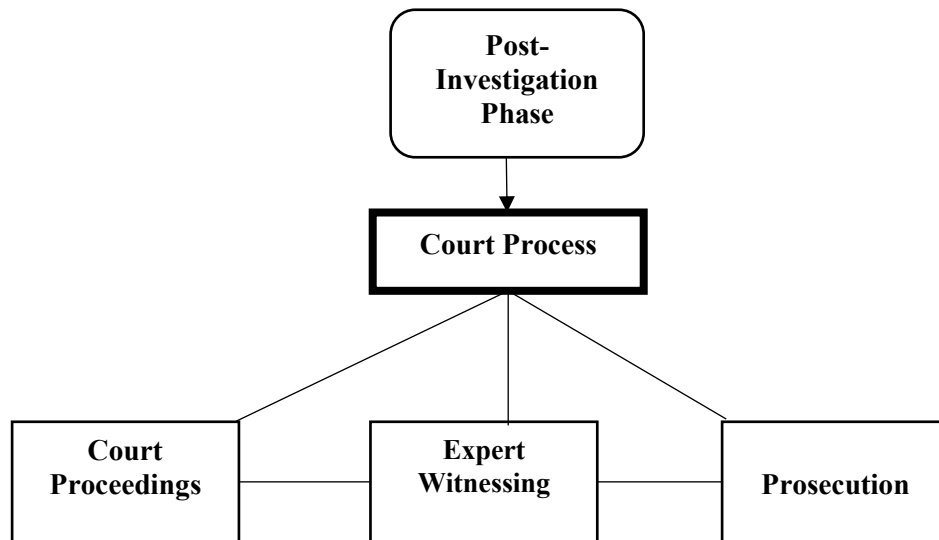 Post-
Investigation
Phase
Court Process
Court
Proceedings
Expert
Witnessing
Prosecution